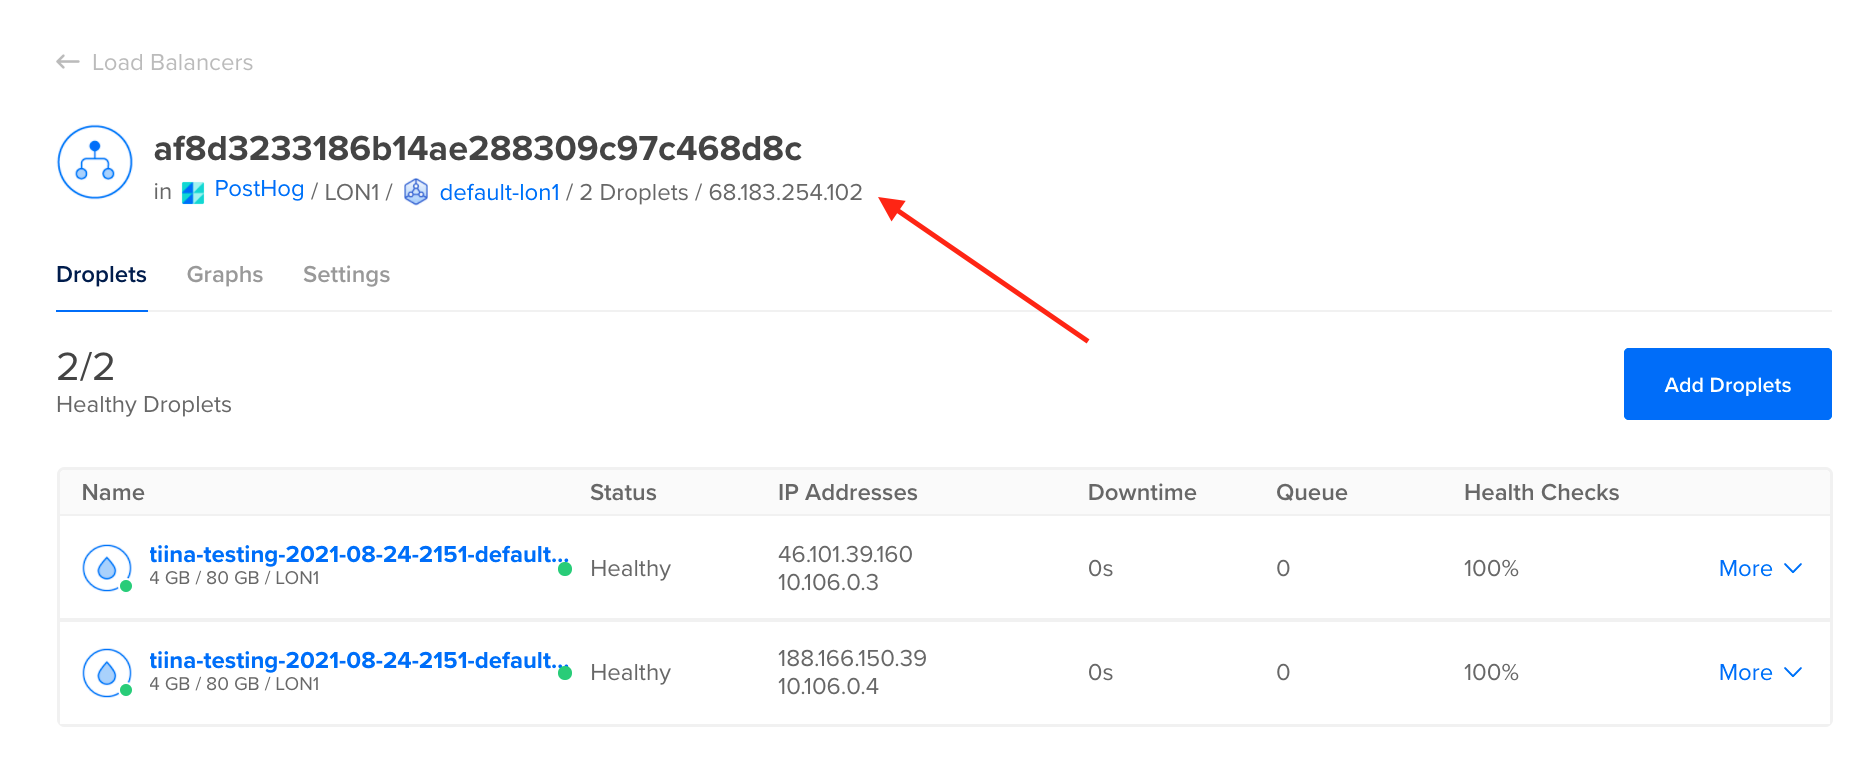 ← Load Balancers
af8d3233186b14ae288309c97c468d8c
in PostHog / LON1 / default-lon1 / 2 Droplets / 68.183.254.102
Droplets Graphs Settings
2/2
Healthy Droplets
Add Droplets
Name Status IP Addresses Downtime Queue Health Checks
tiina-testing-2021-08-24-2151-default...
4 GB / 80 GB / LON1
Healthy
46.101.39.160
10.106.0.3
0s
0
100%
More
tiina-testing-2021-08-24-2151-default...
4 GB / 80 GB / LON1
Healthy
188.166.150.39
10.106.0.4
0s
0
100%
More